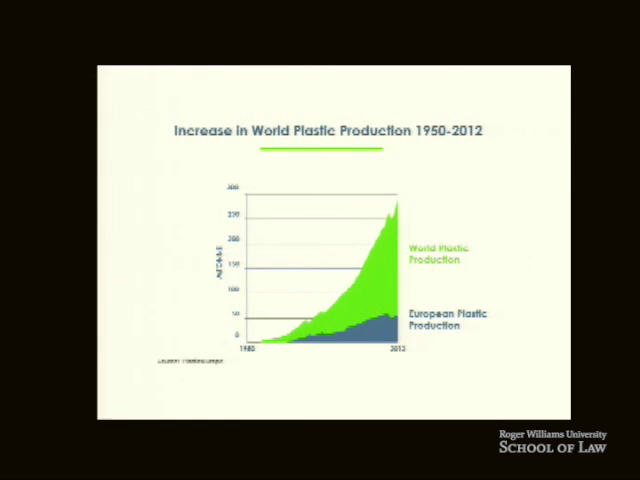 Increase in World Plastic Production 1950-2012
300
250
200
150
100
50
0
World Plastic
Production
European Plastic
Production
1950
2012
Roger Williams University
SCHOOL OF LAW